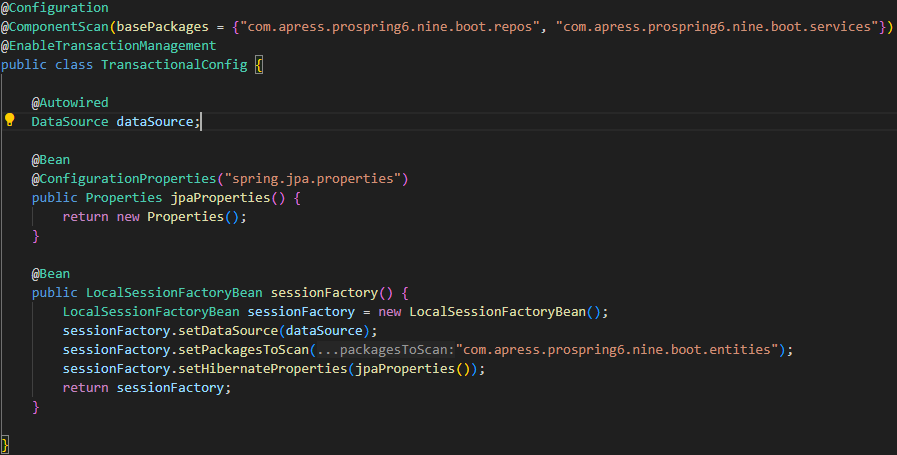 @Configuration
@ComponentScan(basePackages = {"com.apress.prospring6.nine.boot.repos", "com.apress.prospring6.nine.boot.services"})
@EnableTransactionManagement
public class TransactionalConfig {
@Autowired
DataSource dataSource;
@Bean
@ConfigurationProperties("spring.jpa.properties")
public Properties jpaProperties() {
return new Properties();
}
@Bean
public LocalSessionFactoryBean sessionFactory() {
LocalSessionFactoryBean sessionFactory = new LocalSessionFactoryBean();
sessionFactory.setDataSource(dataSource);
sessionFactory.setPackagesToScan(...packagesToScan:"com.apress.prospring6.nine.boot.entities");
sessionFactory.setHibernateProperties(jpaProperties());
return sessionFactory;
}
}